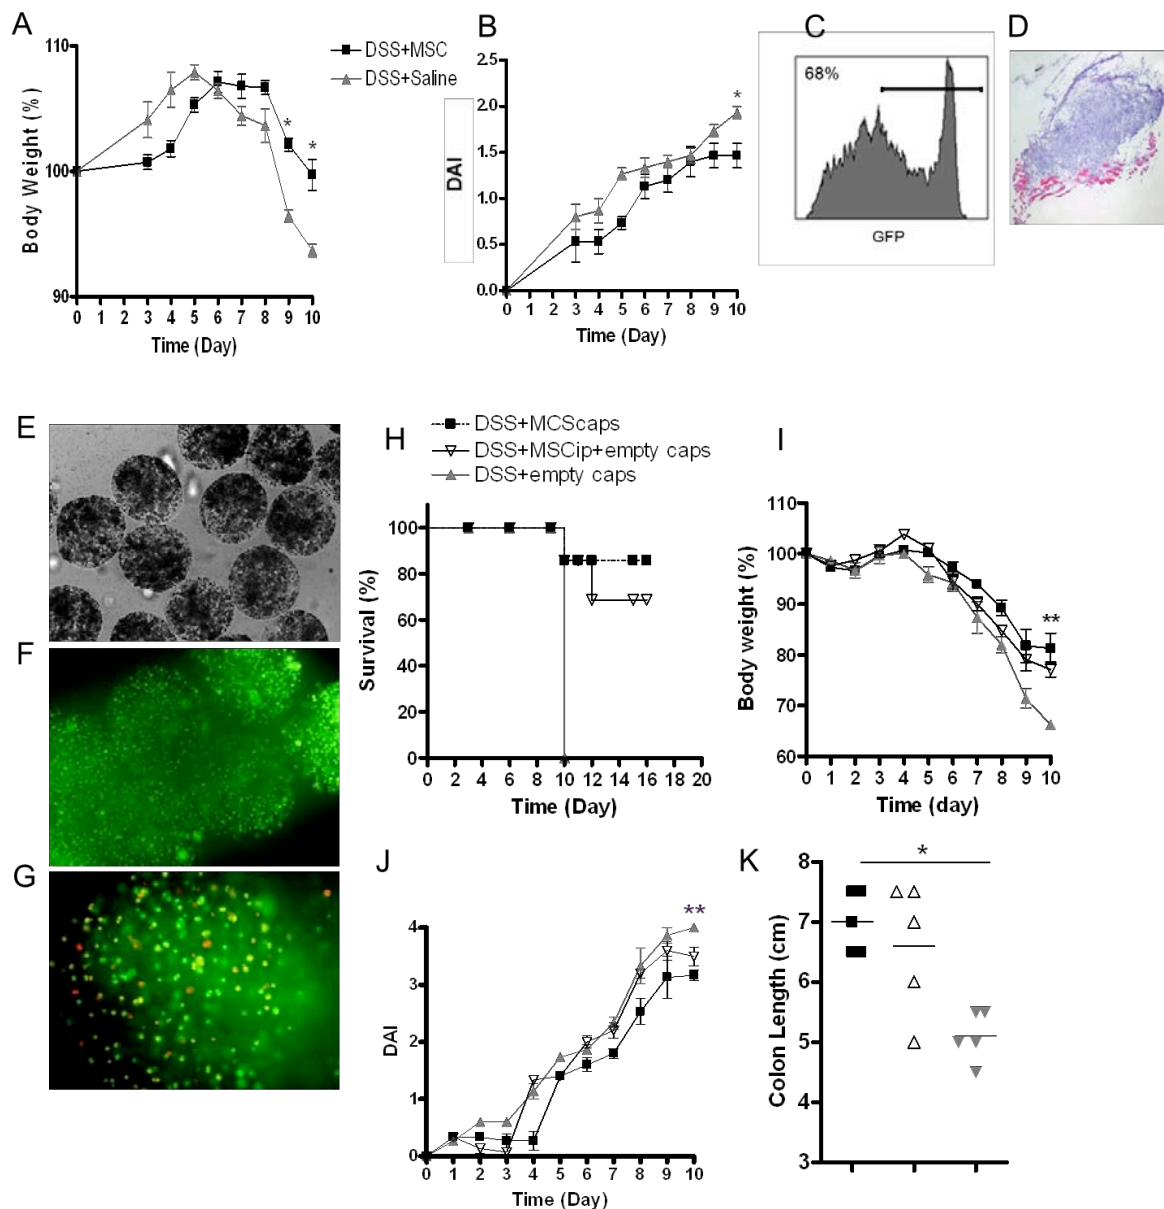 A
110
100
90
Body Weight (%)
0 1 2 3 4 5 6 7 8 9 10
Time (Day)
* *
DSS+MSC
DSS+Saline
B
2.5
2.0
1.5
1.0
0.5
0.0
DAI
*
0 1 2 3 4 5 6 7 8 9 10
Time (Day)
C
68%
GFP
D
E
F
G
H
DSS+MCScaps
DSS+MSCip+empty caps
DSS+empty caps
100
80
60
40
20
0
Survival (%)
0 2 4 6 8 10 12 14 16 18 20
Time (Day)
I
110
100
90
80
70
60
Body weight (%)
**
0 1 2 3 4 5 6 7 8 9 10
Time (day)
J
4
3
2
1
0
DAI
**
0 1 2 3 4 5 6 7 8 9 10
Time (Day)
K
8
7
6
5
4
3
Colon Length (cm)
*